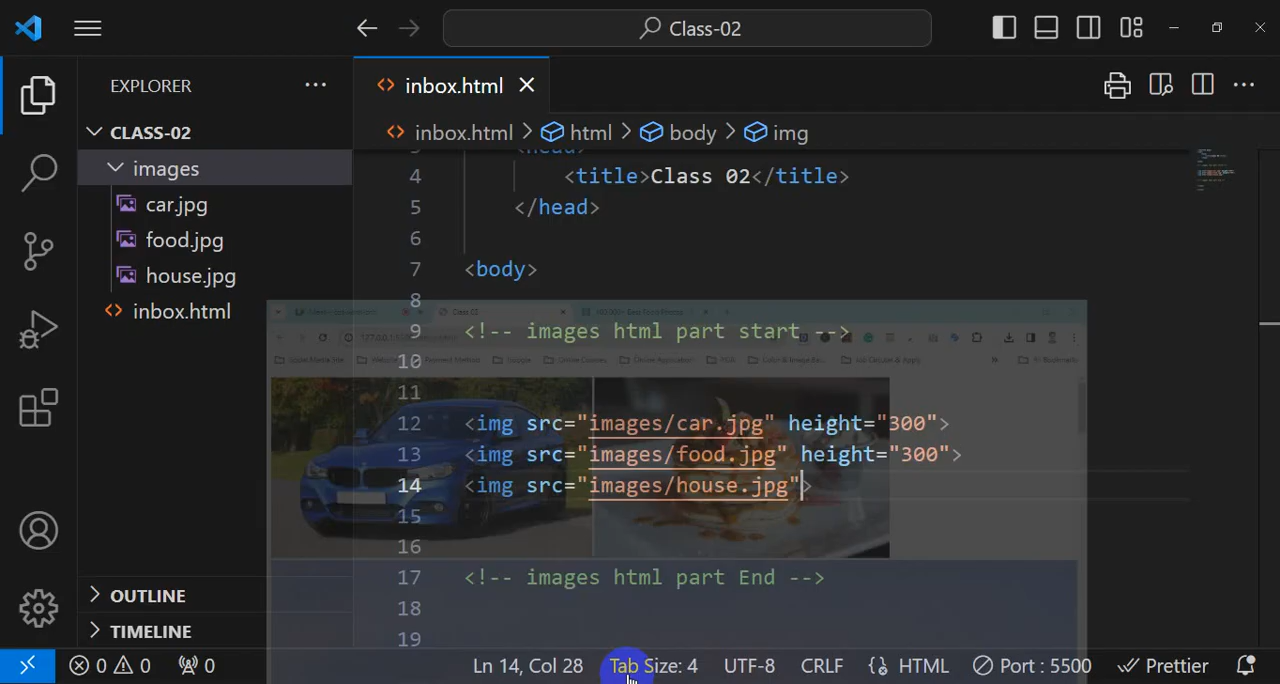 Class-02
EXPLORER
inbox.html
CLASS-02
inbox.html > html > body > img
images
<head>
4 <title>Class 02</title>
car.jpg
5 </head>
food.jpg
6
7 <body>
house.jpg
8
inbox.html
9 <!-- images html part start -->
10
11
12 <img src="images/car.jpg" height="300">
13 <img src="images/food.jpg" height="300">
14 <img src="images/house.jpg">
15
16
17 <!-- images html part End -->
18
19
OUTLINE
TIMELINE
0 0 0 Ln 14, Col 28 Tab Size: 4 UTF-8 CRLF HTML Port : 5500 Prettier